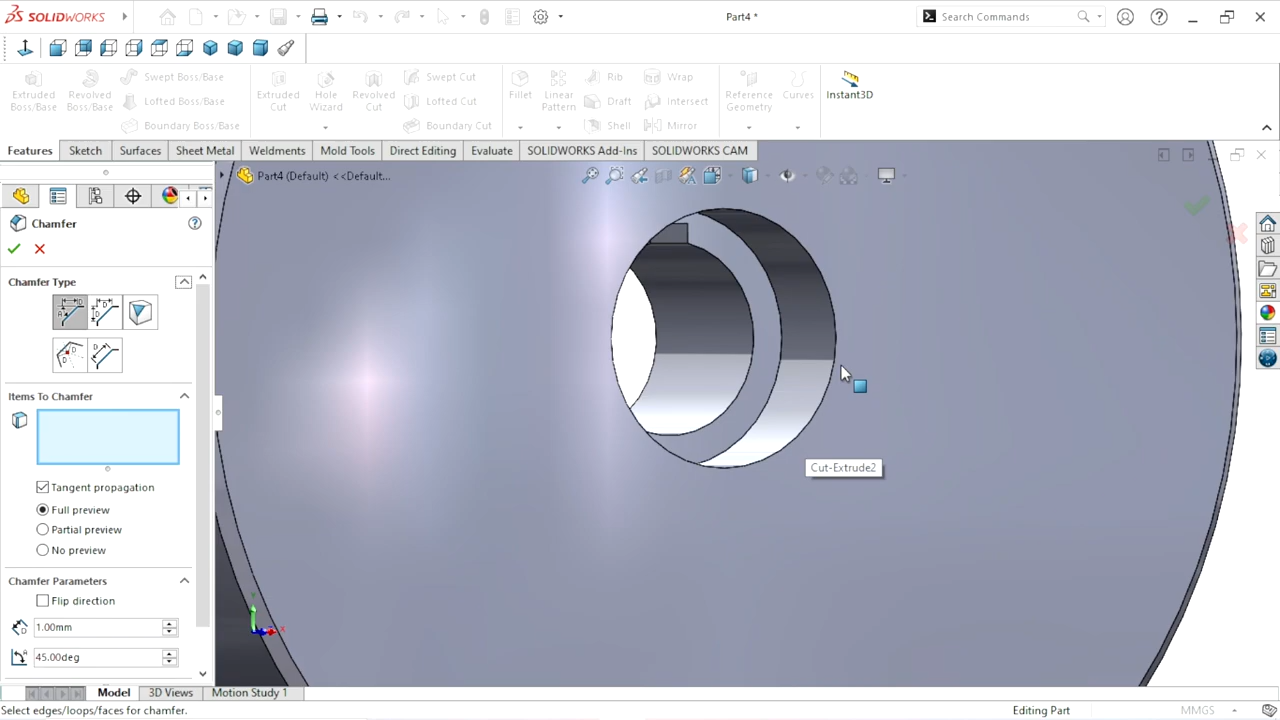 SOLIDWORKS
Part4 *
Search Commands
Extruded Boss/Base
Revolved Boss/Base
Swept Boss/Base
Lofted Boss/Base
Boundary Boss/Base
Extruded Cut
Hole Wizard
Revolved Cut
Swept Cut
Lofted Cut
Boundary Cut
Fillet
Linear Pattern
Rib
Draft
Shell
Wrap
Intersect
Mirror
Reference Geometry
Curves
Instant3D
Features
Sketch
Surfaces
Sheet Metal
Weldments
Mold Tools
Direct Editing
Evaluate
SOLIDWORKS Add-Ins
SOLIDWORKS CAM
Part4 (Default) <<Default...
Chamfer
Chamfer Type
Items To Chamfer
Tangent propagation
Full preview
Partial preview
No preview
Chamfer Parameters
Flip direction
1.00mm
45.00deg
Cut-Extrude2
Model
3D Views
Motion Study 1
Select edges/loops/faces for chamfer.
Editing Part
MMGS